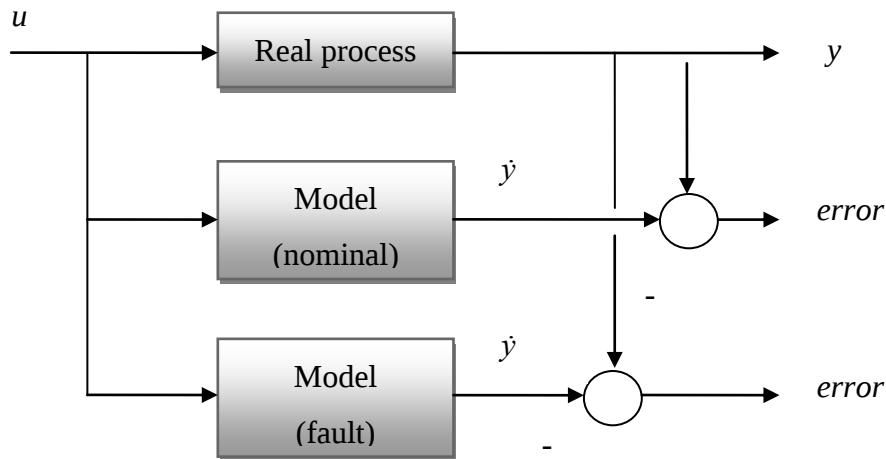 u
Real process
y
ẏ
Model
(nominal)
error
-
ẏ
Model
(fault)
error
-